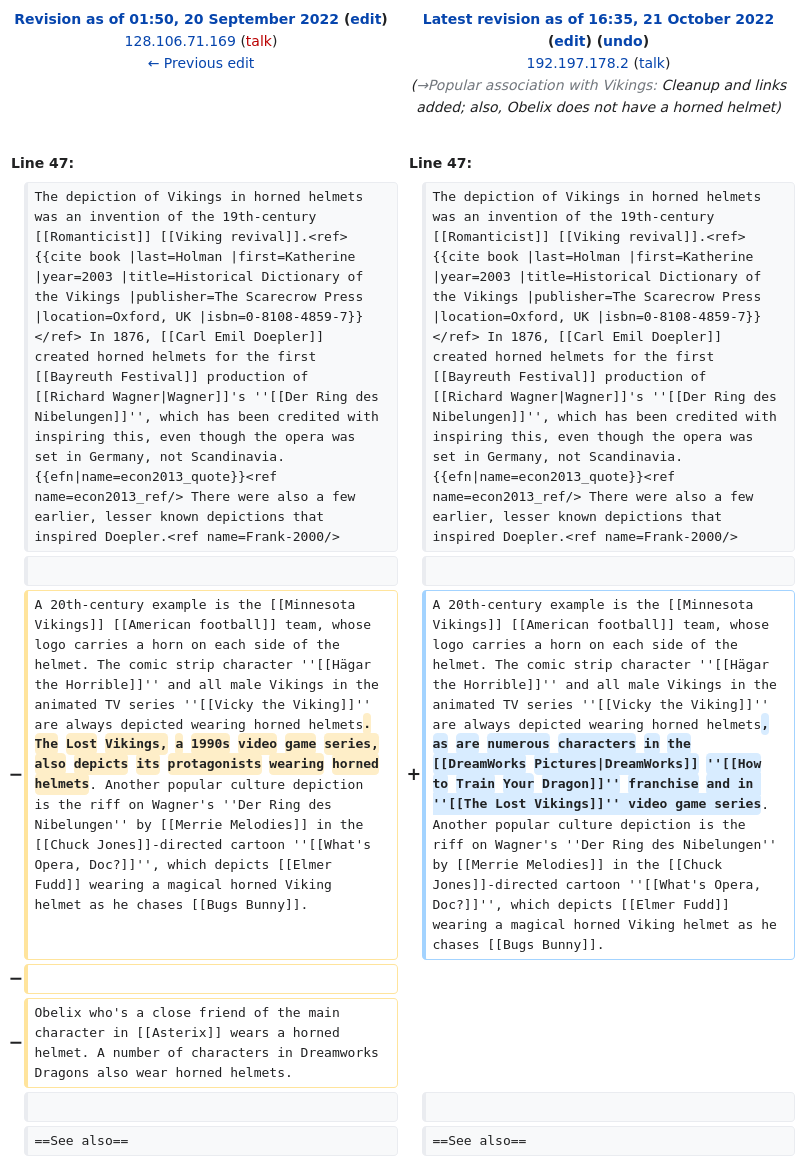 Revision as of 01:50, 20 September 2022 (edit)
128.106.71.169 (talk)
← Previous edit
Latest revision as of 16:35, 21 October 2022
(edit) (undo)
192.197.178.2 (talk)
(→Popular association with Vikings: Cleanup and links
added; also, Obelix does not have a horned helmet)
Line 47:
Line 47:
The depiction of Vikings in horned helmets
was an invention of the 19th-century
[[Romanticist]] [[Viking revival]].<ref>
{{cite book |last=Holman |first=Katherine
|year=2003 |title=Historical Dictionary of
the Vikings |publisher=The Scarecrow Press
|location=Oxford, UK |isbn=0-8108-4859-7}}
</ref> In 1876, [[Carl Emil Doepler]]
created horned helmets for the first
[[Bayreuth Festival]] production of
[[Richard Wagner|Wagner]]'s ''[[Der Ring des
Nibelungen]]'', which has been credited with
inspiring this, even though the opera was
set in Germany, not Scandinavia.
{{efn|name=econ2013_quote}}<ref
name=econ2013_ref/> There were also a few
earlier, lesser known depictions that
inspired Doepler.<ref name=Frank-2000/>
The depiction of Vikings in horned helmets
was an invention of the 19th-century
[[Romanticist]] [[Viking revival]].<ref>
{{cite book |last=Holman |first=Katherine
|year=2003 |title=Historical Dictionary of
the Vikings |publisher=The Scarecrow Press
|location=Oxford, UK |isbn=0-8108-4859-7}}
</ref> In 1876, [[Carl Emil Doepler]]
created horned helmets for the first
[[Bayreuth Festival]] production of
[[Richard Wagner|Wagner]]'s ''[[Der Ring des
Nibelungen]]'', which has been credited with
inspiring this, even though the opera was
set in Germany, not Scandinavia.
{{efn|name=econ2013_quote}}<ref
name=econ2013_ref/> There were also a few
earlier, lesser known depictions that
inspired Doepler.<ref name=Frank-2000/>
−
A 20th-century example is the [[Minnesota
Vikings]] [[American football]] team, whose
logo carries a horn on each side of the
helmet. The comic strip character ''[[Hägar
the Horrible]]'' and all male Vikings in the
animated TV series ''[[Vicky the Viking]]''
are always depicted wearing horned helmets.
The Lost Vikings, a 1990s video game series,
also depicts its protagonists wearing horned
helmets. Another popular culture depiction
is the riff on Wagner's ''Der Ring des
Nibelungen'' by [[Merrie Melodies]] in the
[[Chuck Jones]]-directed cartoon ''[[What's
Opera, Doc?]]'', which depicts [[Elmer
Fudd]] wearing a magical horned Viking
helmet as he chases [[Bugs Bunny]].
+
A 20th-century example is the [[Minnesota
Vikings]] [[American football]] team, whose
logo carries a horn on each side of the
helmet. The comic strip character ''[[Hägar
the Horrible]]'' and all male Vikings in the
animated TV series ''[[Vicky the Viking]]''
are always depicted wearing horned helmets,
as are numerous characters in the
[[DreamWorks Pictures|DreamWorks]] ''[[How
to Train Your Dragon]]'' franchise and in
''[[The Lost Vikings]]'' video game series.
Another popular culture depiction is the
riff on Wagner's ''Der Ring des Nibelungen''
by [[Merrie Melodies]] in the [[Chuck
Jones]]-directed cartoon ''[[What's Opera,
Doc?]]'', which depicts [[Elmer Fudd]]
wearing a magical horned Viking helmet as he
chases [[Bugs Bunny]].
−
−
Obelix who's a close friend of the main
character in [[Asterix]] wears a horned
helmet. A number of characters in Dreamworks
Dragons also wear horned helmets.
==See also==
==See also==